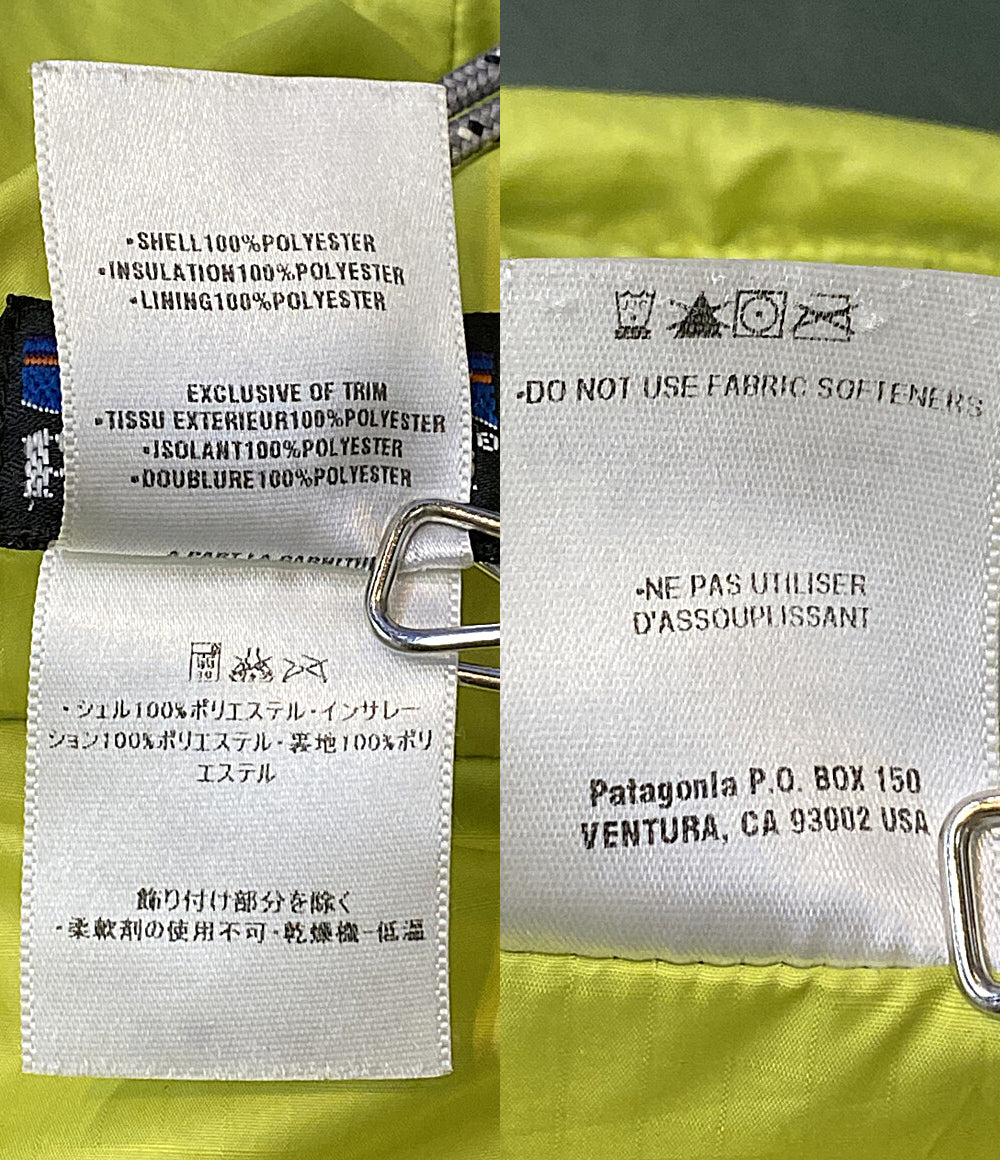 •SHELL100%POLYESTER
•INSULATION100%POLYESTER
•LINING100%POLYESTER
EXCLUSIVE OF TRIM
•TISSU EXTERIEUR100%POLYESTER
•ISOLANT100%POLYESTER
•DOUBLURE100%POLYESTER
A PART LA
・シェル100%ポリエステル・インサレー
ション100%ポリエステル・裏地100%ポリ
エステル
飾り付け部分を除く
・柔軟剤の使用不可・乾燥機－低温
•DO NOT USE FABRIC SOFTENERS
•NE PAS UTILISER
D'ASSOUPLISSANT
Patagonia P.O. BOX 150
VENTURA, CA 93002 USA